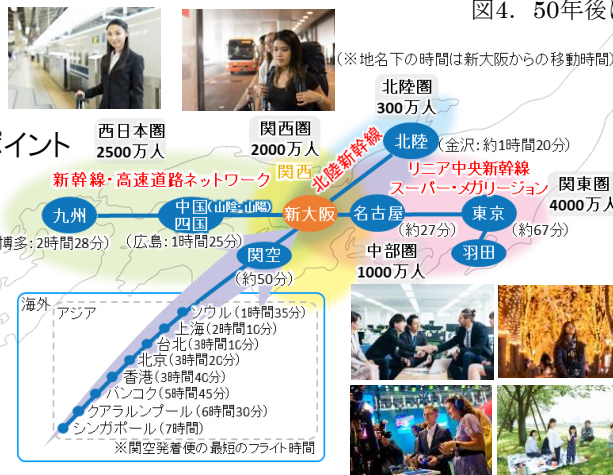 図4. 50年後
(※地名下の時間は新大阪からの移動時間)
ポイント
西日本圏
2500万人
関西圏
2000万人
北陸圏
300万人
関西
北陸新幹線
北陸
(金沢:約1時間20分)
新幹線・高速道路ネットワーク
リニア中央新幹線
スーパー・メガリージョン
関東圏
4000万人
九州
中国(山陰・山陽)
四国
新大阪
名古屋
東京
博多:2時間28分)
(広島:1時間25分)
(約27分)
(約67分)
関空
(約50分)
中部圏
1000万人
羽田
海外
アジア
ソウル(1時間35分)
上海(2時間10分)
台北(3時間10分)
北京(3時間20分)
香港(3時間40分)
バンコク(5時間45分)
クアラルンプール(6時間30分)
シンガポール(7時間)
※関空発着便の最短のフライト時間